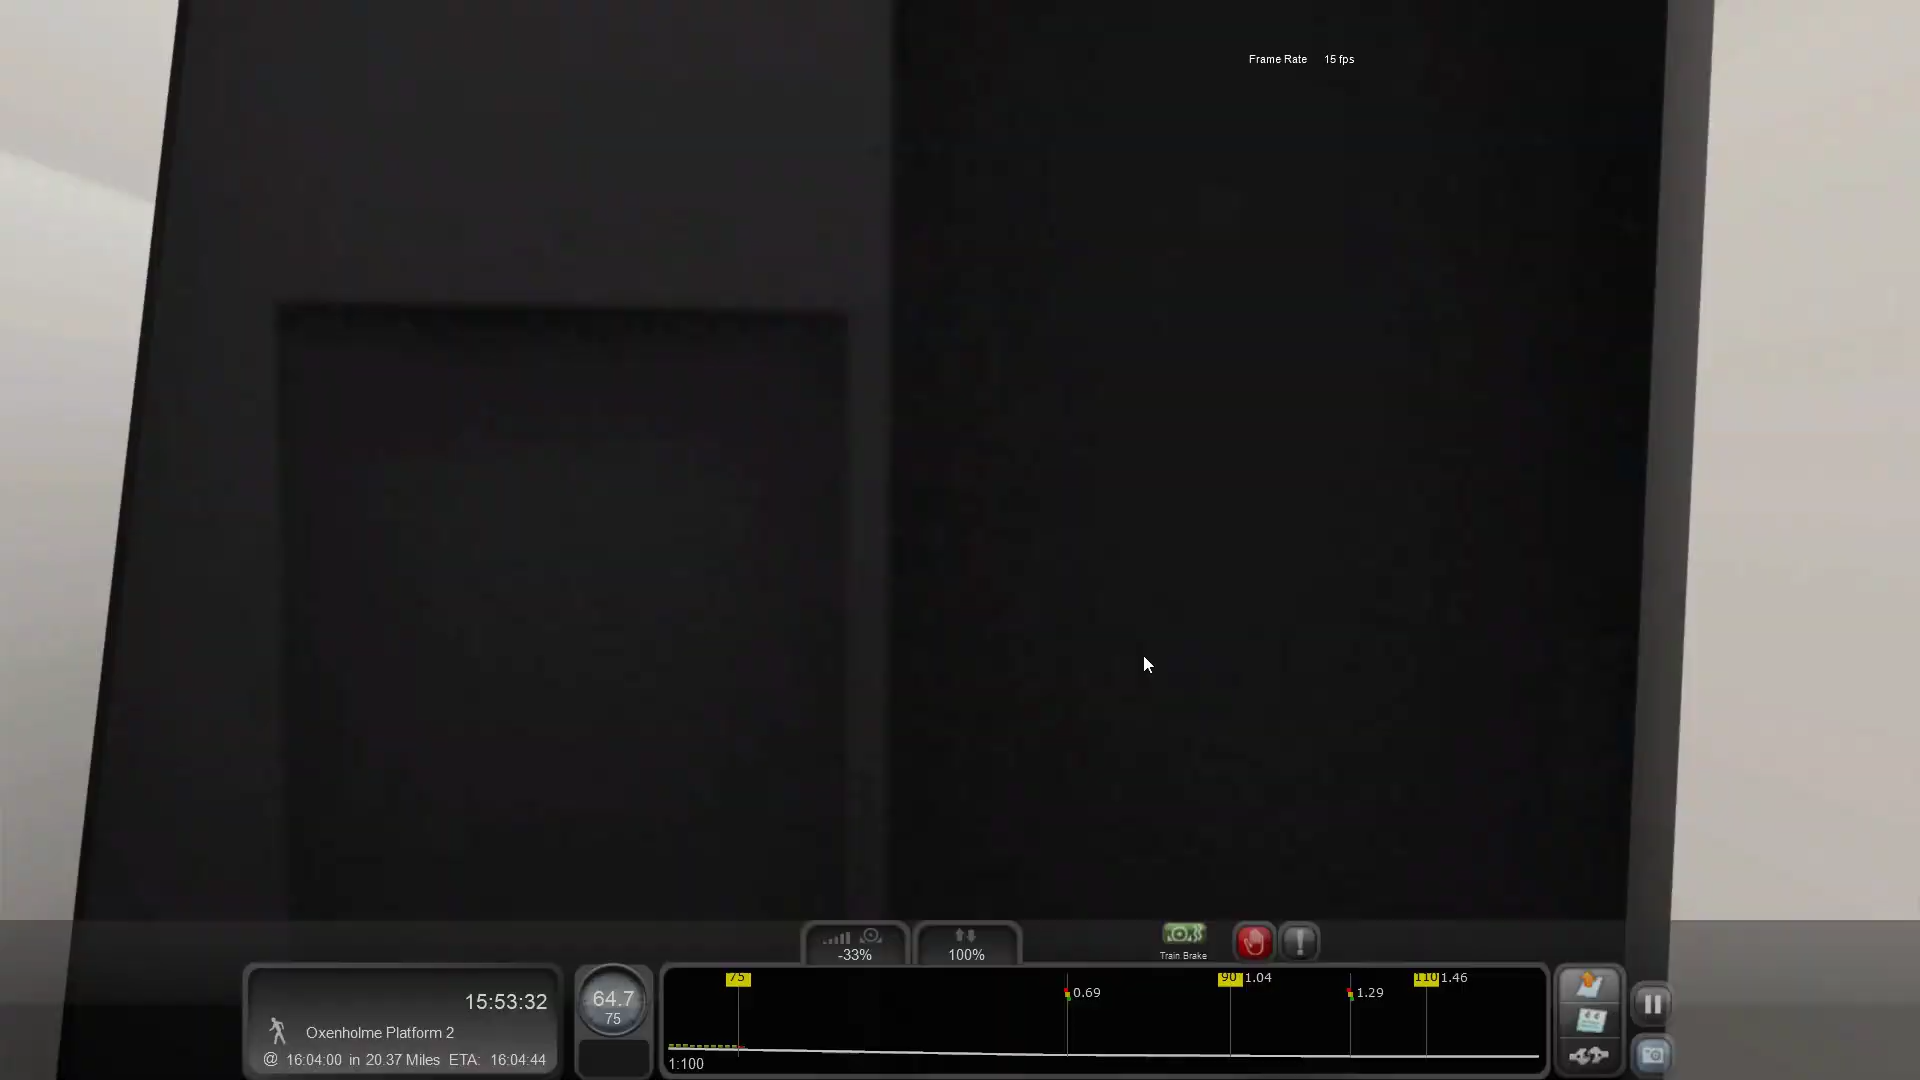 Frame Rate 15 fps
-33% 100% Train Brake
15:53:32
Oxenholme Platform 2
@ 16:04:00 in 20.37 Miles ETA: 16:04:44
64.7
75
75 90 1.04 110 1.46
0.69 1.29
1:100